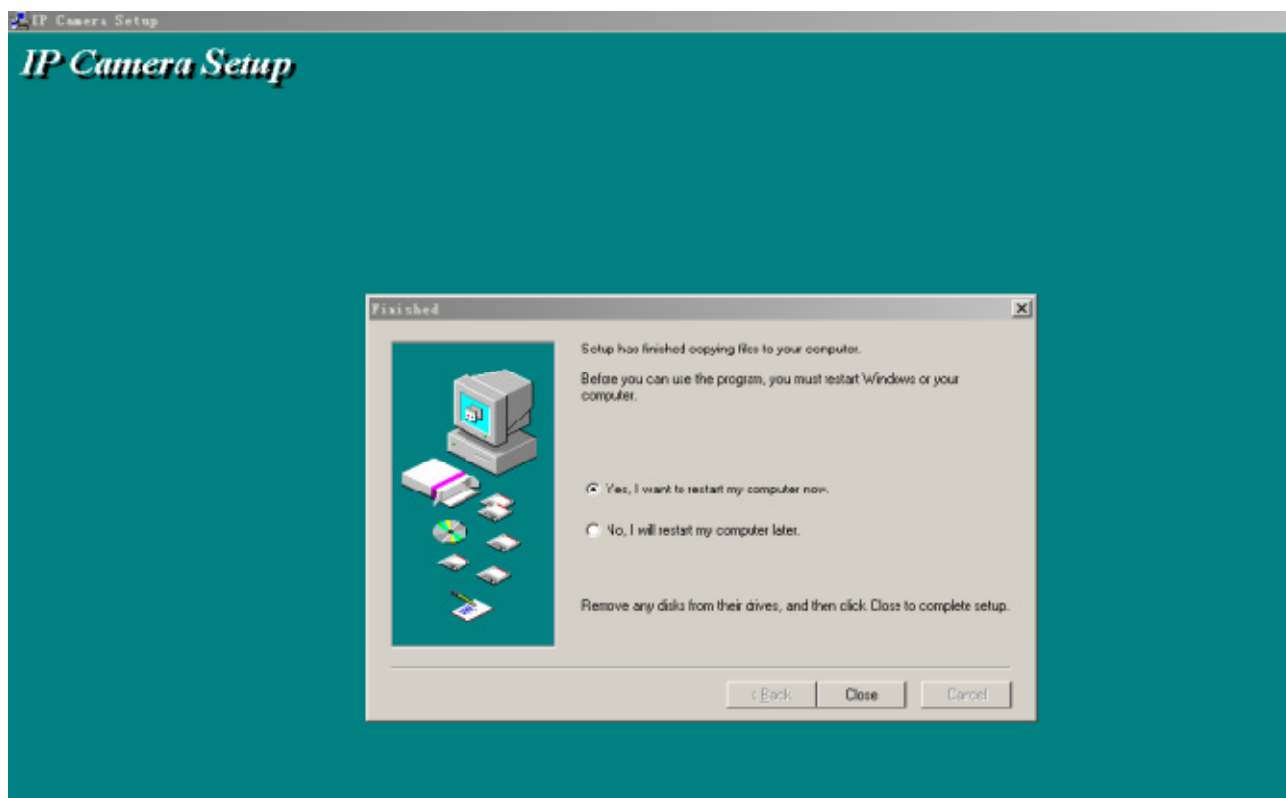 IP Camera Setup
IP Camera Setup
Finished
Setup has finished copying files to your computer.
Before you can use the program, you must restart Windows or your
computer.
Yes, I want to restart my computer now.
No, I will restart my computer later.
Remove any disks from their drives, and then click Close to complete setup.
< Back
Close
Cancel